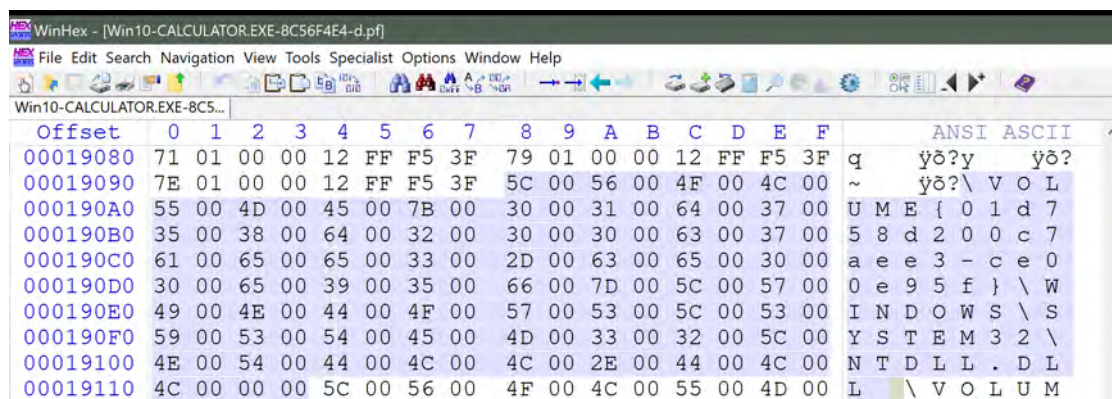 WinHex - [Win10-CALCULATOR.EXE-8C56F4E4-d.pf]
File Edit Search Navigation View Tools Specialist Options Window Help
Win10-CALCULATOR.EXE-8C5...
Offset 0 1 2 3 4 5 6 7 8 9 A B C D E F ANSI ASCII
00019080 71 01 00 00 12 FF F5 3F 79 01 00 00 12 FF F5 3F q ÿõ?y ÿõ?
00019090 7E 01 00 00 12 FF F5 3F 5C 00 56 00 4F 00 4C 00 ~ ÿõ?\ V O L
000190A0 55 00 4D 00 45 00 7B 00 30 00 31 00 64 00 37 00 U M E { 0 1 d 7
000190B0 35 00 38 00 64 00 32 00 30 00 30 00 63 00 37 00 5 8 d 2 0 0 c 7
000190C0 61 00 65 00 65 00 33 00 2D 00 63 00 65 00 30 00 a e e 3 - c e 0
000190D0 30 00 65 00 39 00 35 00 66 00 7D 00 5C 00 57 00 0 e 9 5 f } \ W
000190E0 49 00 4E 00 44 00 4F 00 57 00 53 00 5C 00 53 00 I N D O W S \ S
000190F0 59 00 53 00 54 00 45 00 4D 00 33 00 32 00 5C 00 Y S T E M 3 2 \
00019100 4E 00 54 00 44 00 4C 00 4C 00 2E 00 44 00 4C 00 N T D L L . D L
00019110 4C 00 00 00 5C 00 56 00 4F 00 4C 00 55 00 4D 00 L \ V O L U M